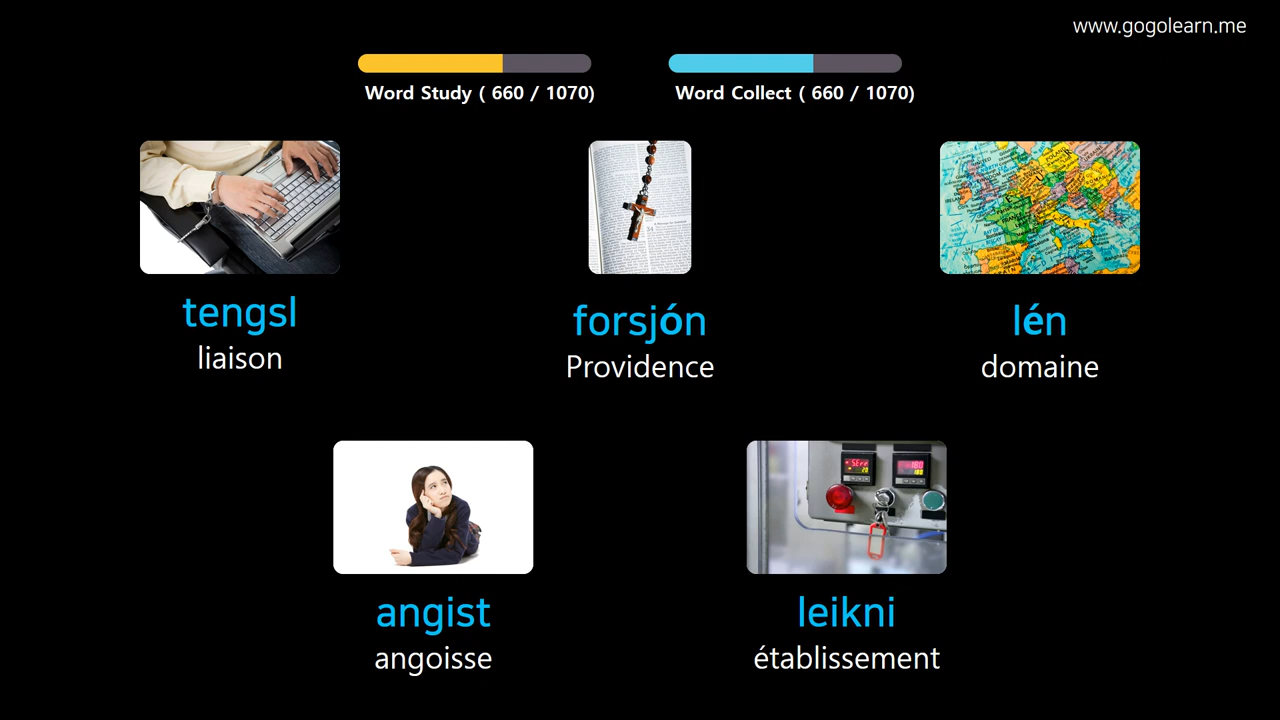 www.gogolearn.me
Word Study ( 660 / 1070)
Word Collect ( 660 / 1070)
tengsl
liaison
forsjón
Providence
lén
domaine
angist
angoisse
leikni
établissement